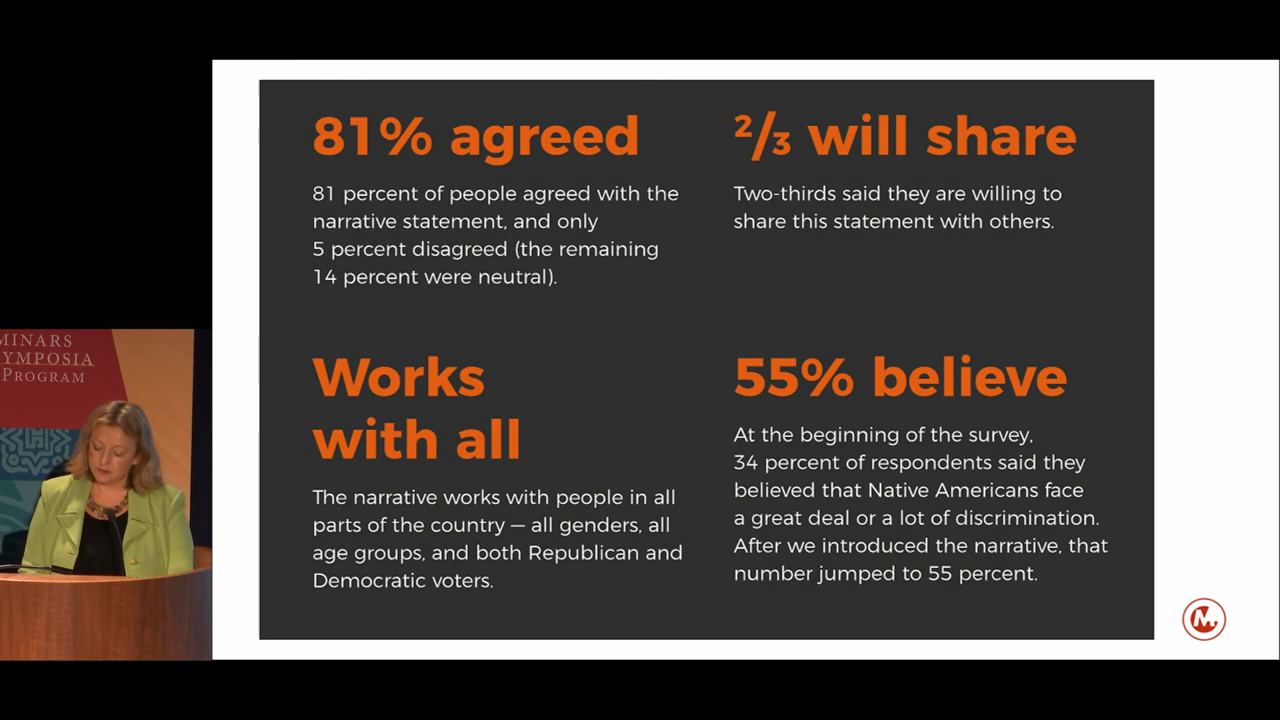 81% agreed
81 percent of people agreed with the
narrative statement, and only
5 percent disagreed (the remaining
14 percent were neutral).
²/₃ will share
Two-thirds said they are willing to
share this statement with others.
Works
with all
The narrative works with people in all
parts of the country — all genders, all
age groups, and both Republican and
Democratic voters.
55% believe
At the beginning of the survey,
34 percent of respondents said they
believed that Native Americans face
a great deal or a lot of discrimination.
After we introduced the narrative, that
number jumped to 55 percent.
MINARS
SYMPOSIA
PROGRAM
M